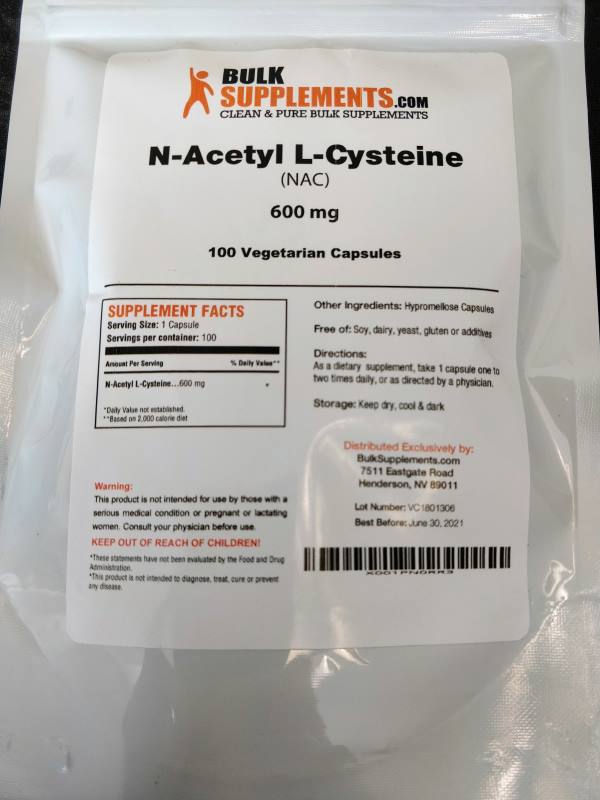 BULK
SUPPLEMENTS.COM
CLEAN & PURE BULK SUPPLEMENTS
N-Acetyl L-Cysteine
(NAC)
600 mg
100 Vegetarian Capsules
SUPPLEMENT FACTS
Serving Size: 1 Capsule
Servings per container: 100
Amount Per Serving % Daily Value**
N-Acetyl L-Cysteine...600 mg *
*Daily Value not established.
**Based on 2,000 calorie diet
Warning:
This product is not intended for use by those with a
serious medical condition or pregnant or lactating
women. Consult your physician before use.
KEEP OUT OF REACH OF CHILDREN!
*These statements have not been evaluated by the Food and Drug
Administration.
*This product is not intended to diagnose, treat, cure or prevent
any disease.
Other Ingredients: Hypromellose Capsules
Free of: Soy, dairy, yeast, gluten or additives
Directions:
As a dietary supplement, take 1 capsule one to
two times daily, or as directed by a physician.
Storage: Keep dry, cool & dark
Distributed Exclusively by:
BulkSupplements.com
7511 Eastgate Road
Henderson, NV 89011
Lot Number: VC1801306
Best Before: June 30, 2021
X001PN0RR3